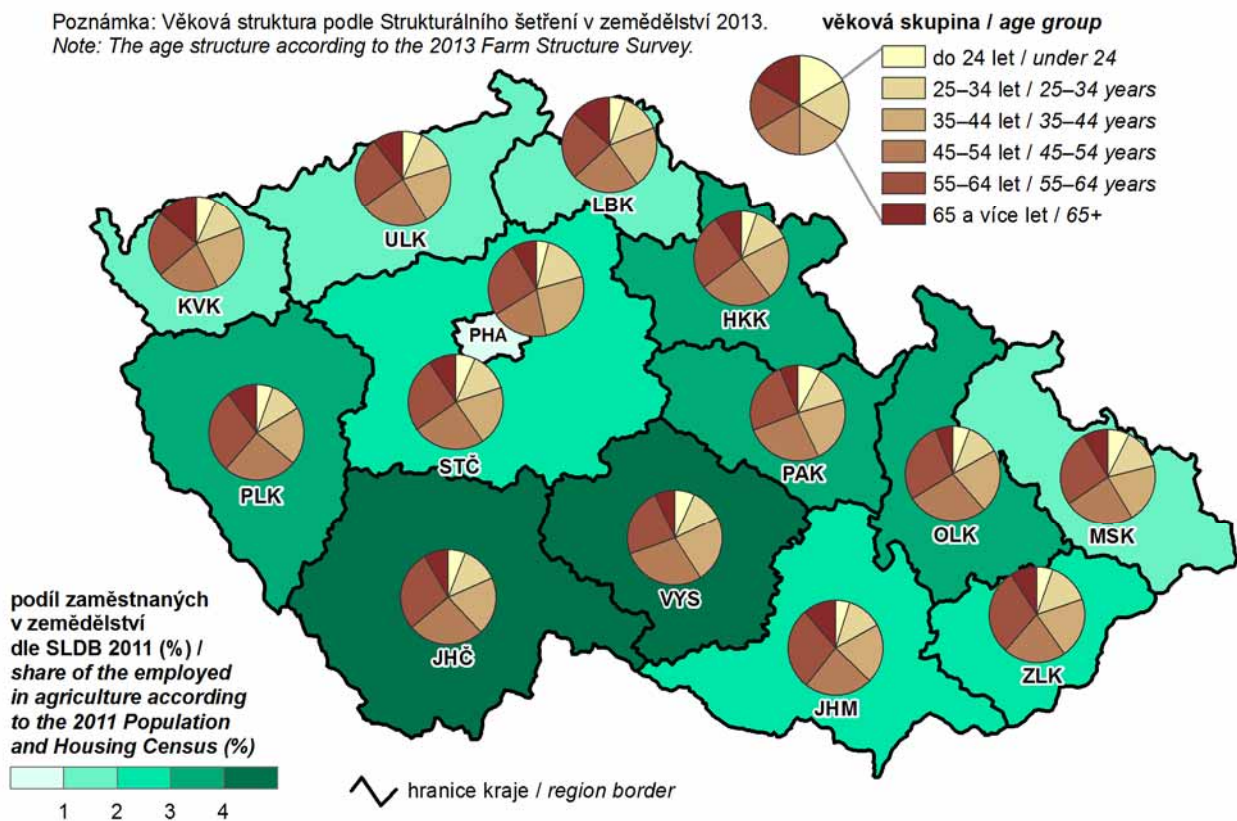 Poznámka: Věková struktura podle Strukturálního šetření v zemědělství 2013.
Note: The age structure according to the 2013 Farm Structure Survey.
věková skupina / age group
do 24 let / under 24
25–34 let / 25–34 years
35–44 let / 35–44 years
45–54 let / 45–54 years
55–64 let / 55–64 years
65 a více let / 65+
LBK
ULK
KVK
HKK
PHA
STČ
PAK
PLK
OLK
MSK
VYS
JHČ
ZLK
JHM
podíl zaměstnaných
v zemědělství
dle SLDB 2011 (%) /
share of the employed
in agriculture according
to the 2011 Population
and Housing Census (%)
1 2 3 4
hranice kraje / region border